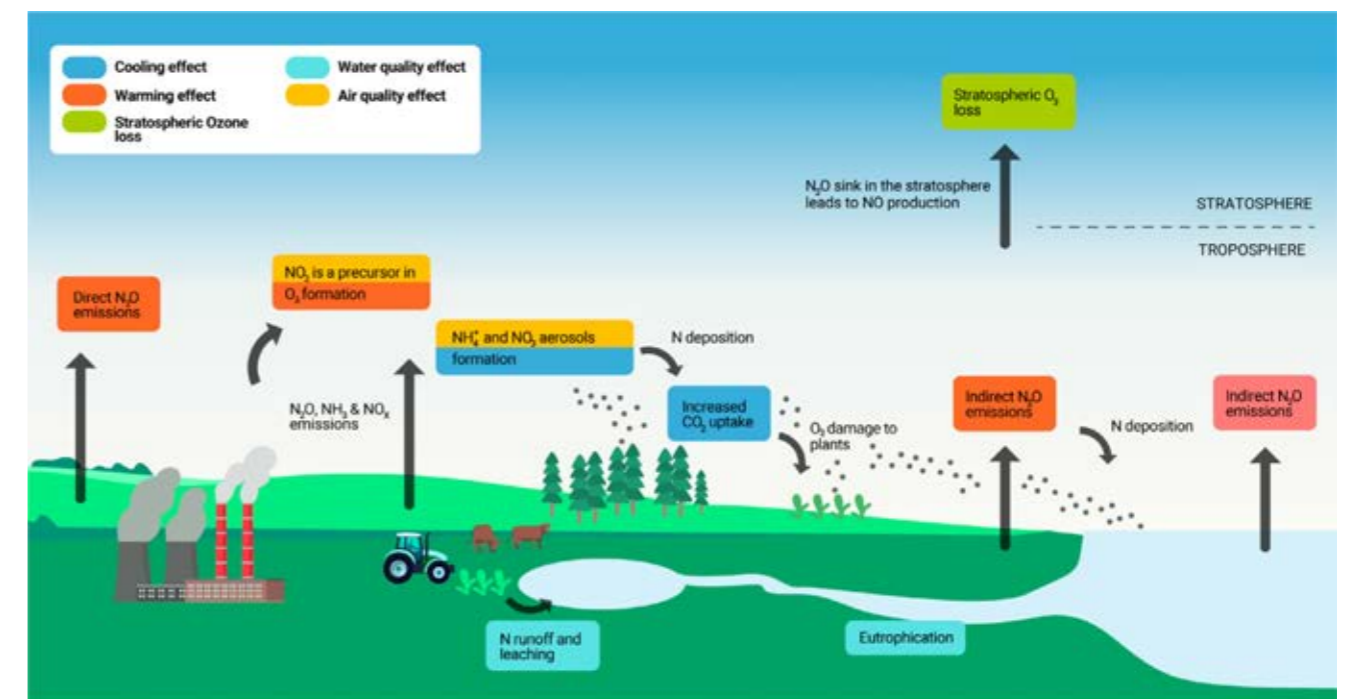 Cooling effect
Warming effect
Stratospheric Ozone
loss
Water quality effect
Air quality effect
Stratospheric O₃
loss
N₂O sink in the stratosphere
leads to NO production
STRATOSPHERE
TROPOSPHERE
Direct N₂O
emissions
NO₂ is a precursor in
O₃ formation
NH₄⁺ and NO₃ aerosols
formation
N deposition
N₂O, NH₃ & NOₓ
emissions
Increased
CO₂ uptake
O₃ damage to
plants
Indirect N₂O
emissions
N deposition
Indirect N₂O
emissions
N runoff and
leaching
Eutrophication